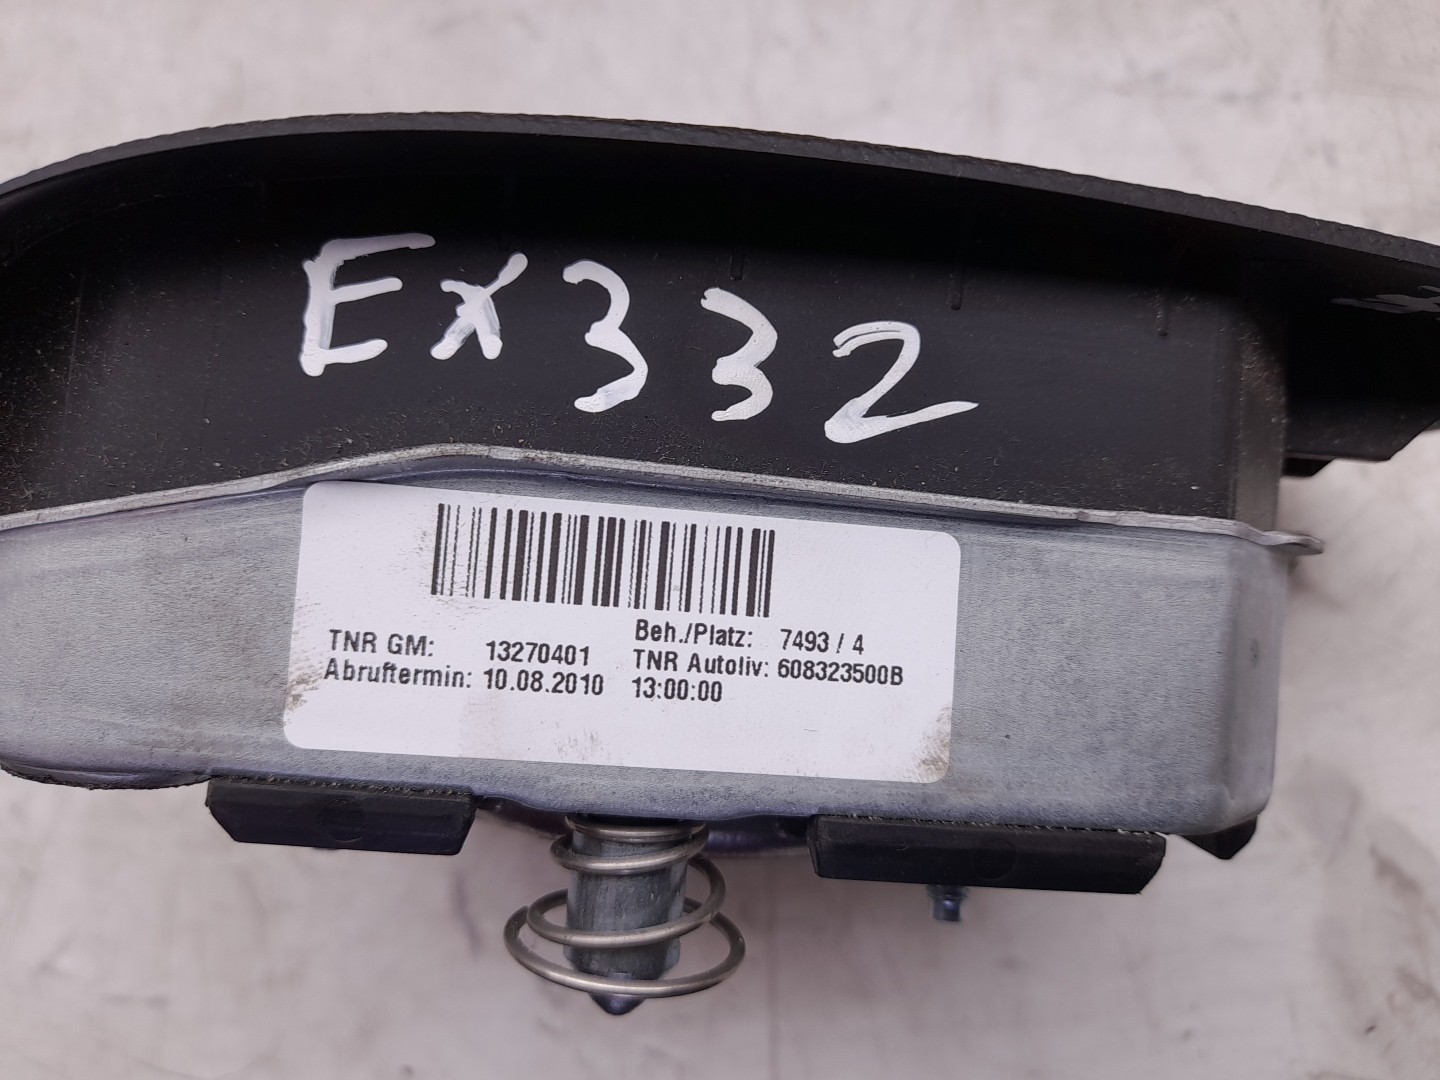 EX332
Beh./Platz: 7493 / 4
TNR GM: 13270401 TNR Autoliv: 608323500B
Abruftermin: 10.08.2010 13:00:00